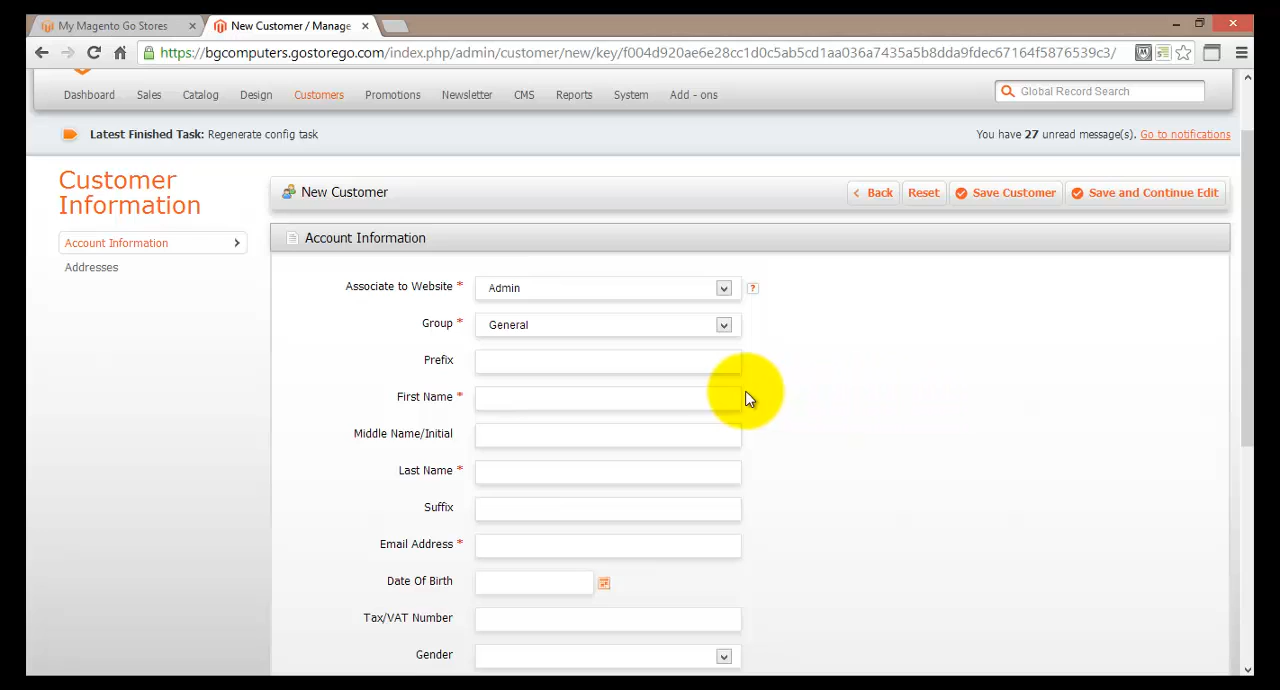 My Magento Go Stores × New Customer / Manage ×
https://bgcomputers.gostorego.com/index.php/admin/customer/new/key/f004d920ae6e28cc1d0c5ab5cd1aa036a7435a5b8dda9fdec67164f5876539c3/
Dashboard Sales Catalog Design Customers Promotions Newsletter CMS Reports System Add - ons Global Record Search
Latest Finished Task: Regenerate config task You have 27 unread message(s). Go to notifications
Customer
Information
Account Information
Addresses
New Customer Back Reset Save Customer Save and Continue Edit
Account Information
Associate to Website * Admin ?
Group * General
Prefix
First Name *
Middle Name/Initial
Last Name *
Suffix
Email Address *
Date Of Birth
Tax/VAT Number
Gender